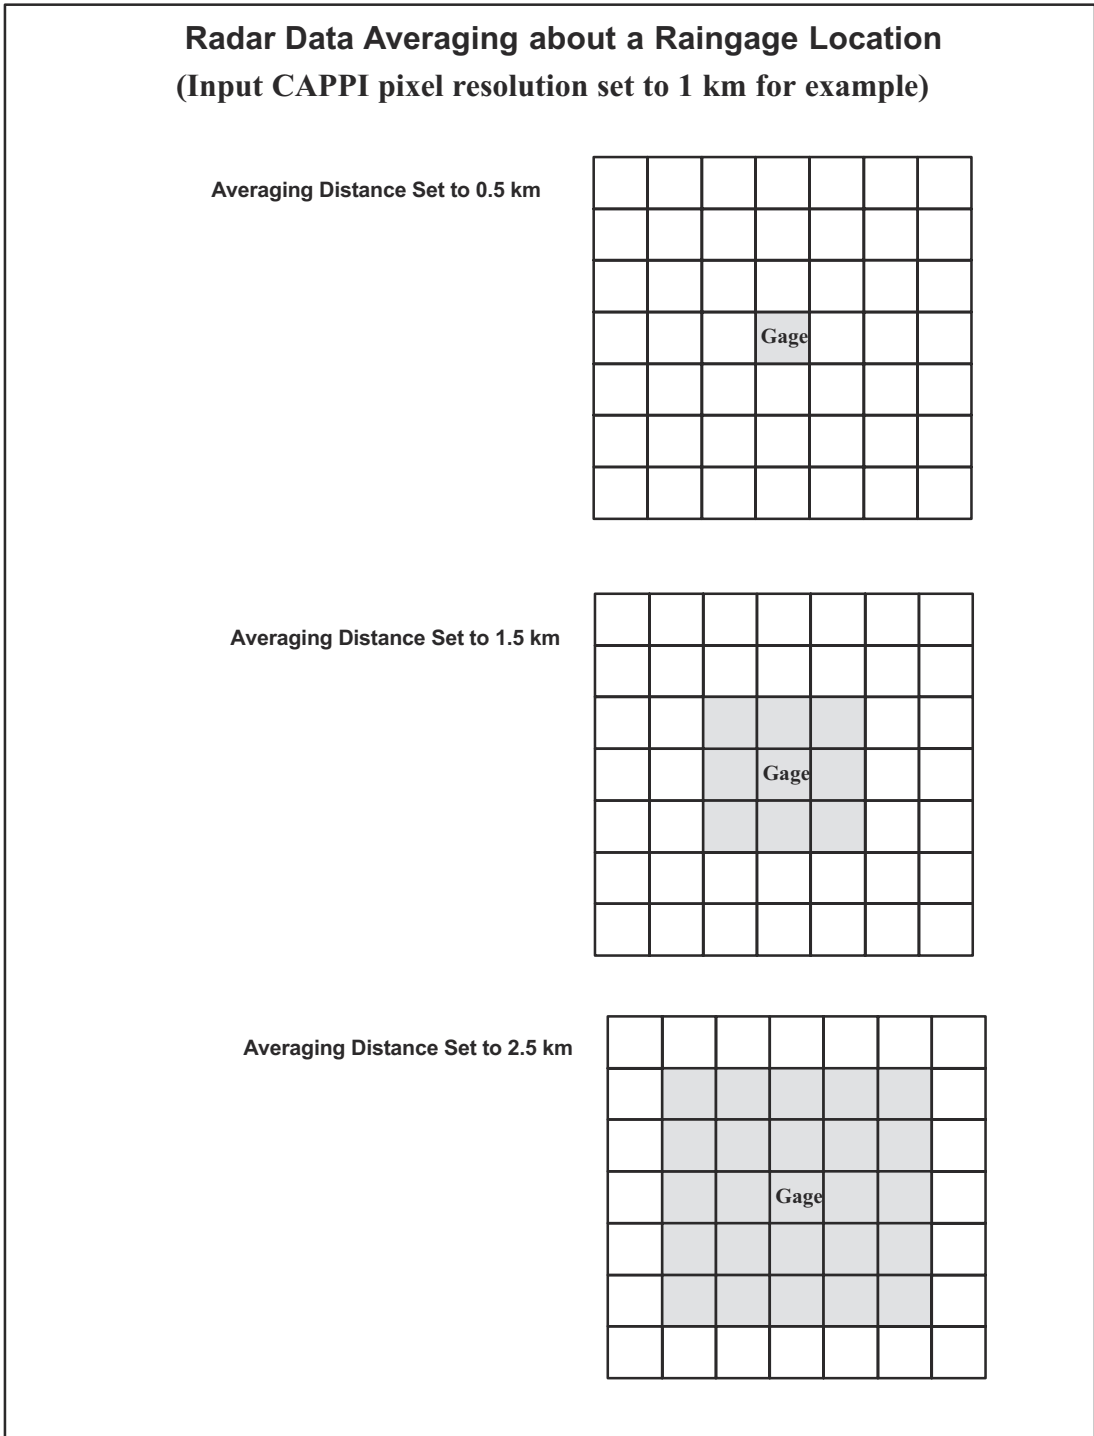 Radar Data Averaging about a Raingage Location
(Input CAPPI pixel resolution set to 1 km for example)
Averaging Distance Set to 0.5 km
Gage
Averaging Distance Set to 1.5 km
Gage
Averaging Distance Set to 2.5 km
Gage